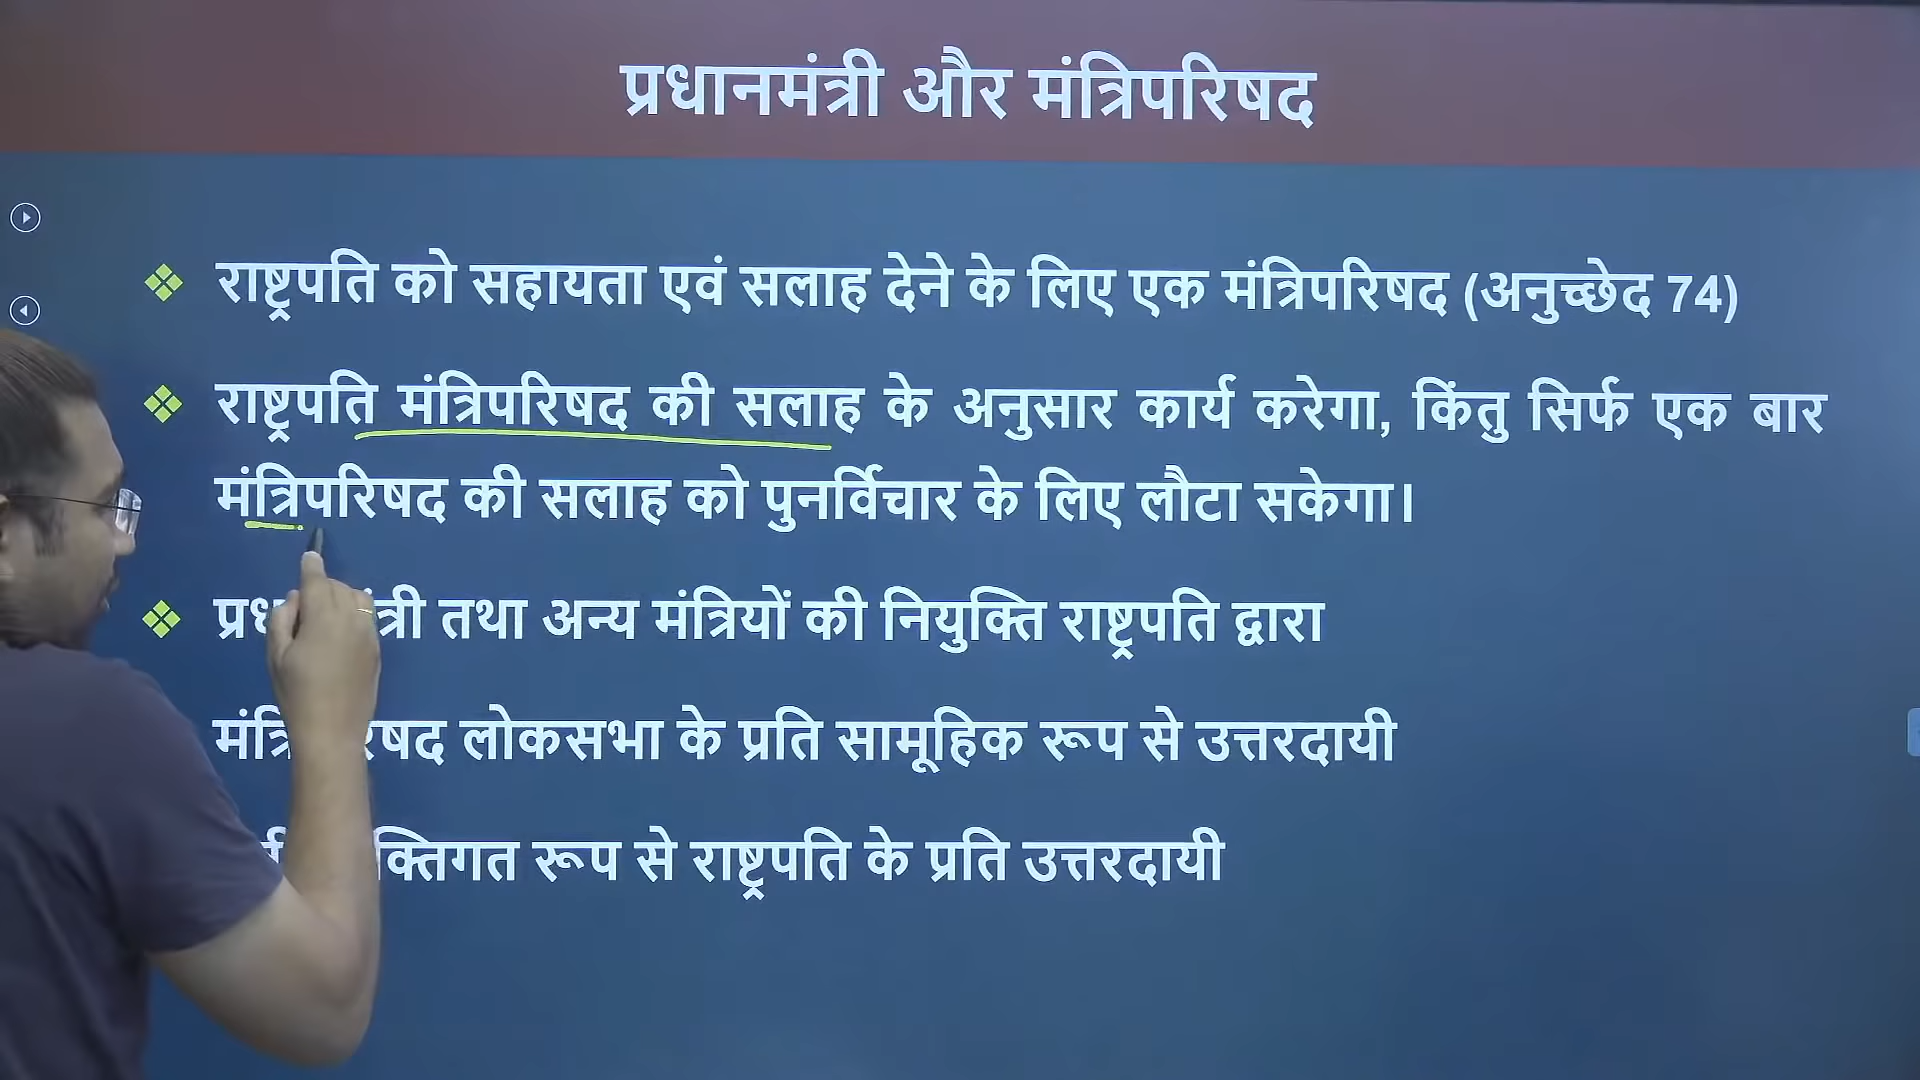 प्रधानमंत्री और मंत्रिपरिषद
राष्ट्रपति को सहायता एवं सलाह देने के लिए एक मंत्रिपरिषद (अनुच्छेद 74)
राष्ट्रपति मंत्रिपरिषद की सलाह के अनुसार कार्य करेगा, किंतु सिर्फ एक बार
मंत्रिपरिषद की सलाह को पुनर्विचार के लिए लौटा सकेगा।
तथा अन्य मंत्रियों की नियुक्ति राष्ट्रपति द्वारा
लोकसभा के प्रति सामूहिक रूप से उत्तरदायी
रूप से राष्ट्रपति के प्रति उत्तरदायी